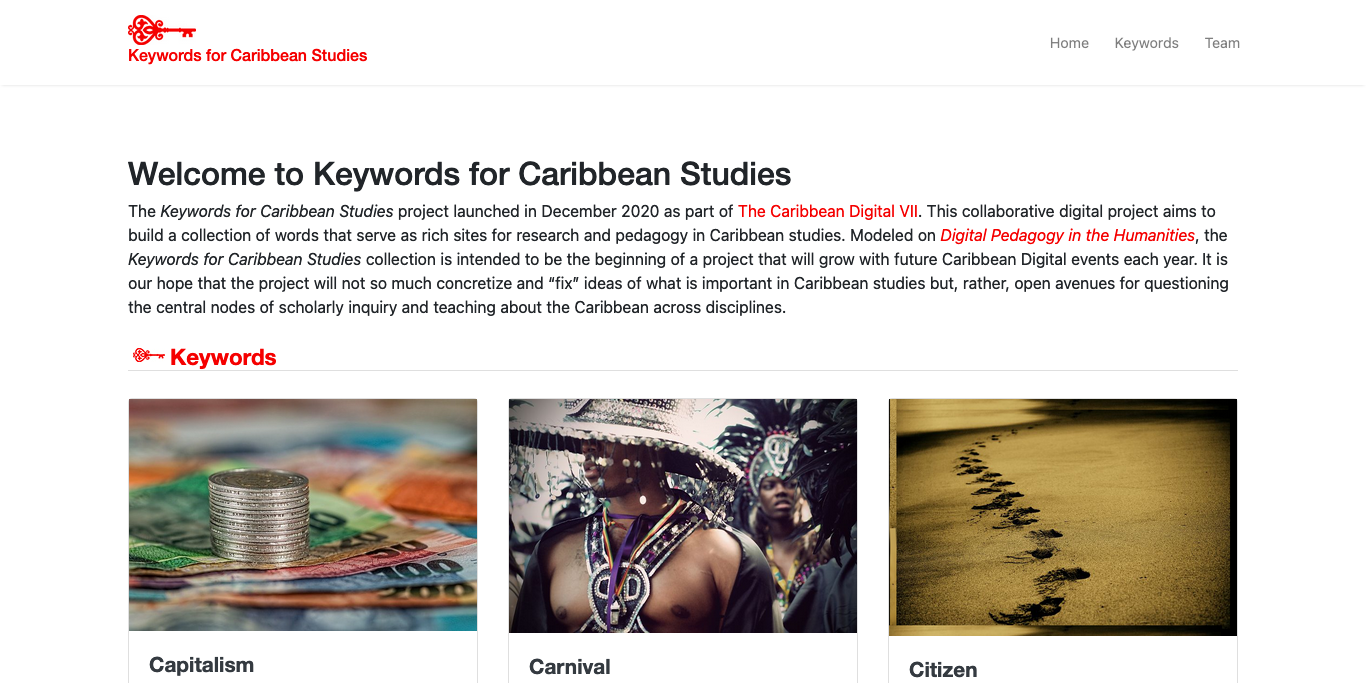 Keywords for Caribbean Studies
Home Keywords Team
Welcome to Keywords for Caribbean Studies
The Keywords for Caribbean Studies project launched in December 2020 as part of The Caribbean Digital VII. This collaborative digital project aims to
build a collection of words that serve as rich sites for research and pedagogy in Caribbean studies. Modeled on Digital Pedagogy in the Humanities, the
Keywords for Caribbean Studies collection is intended to be the beginning of a project that will grow with future Caribbean Digital events each year. It is
our hope that the project will not so much concretize and “fix” ideas of what is important in Caribbean studies but, rather, open avenues for questioning
the central nodes of scholarly inquiry and teaching about the Caribbean across disciplines.
Keywords
100
Capitalism
Carnival
Citizen